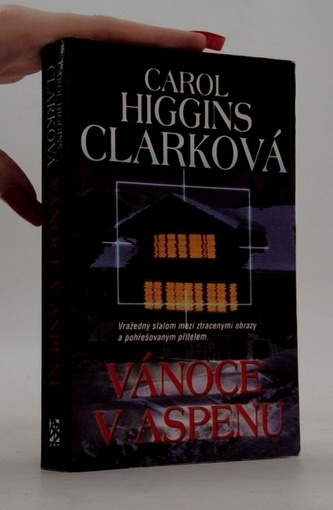 CAROL
HIGGINS
CLARKOVÁ
Vražedný slalom mezi ztracenými obrazy
a pohřešovaným přítelem.
VÁNOCE
V ASPENU
CAROL HIGGINS
CLARKOVÁ
VÁNOCE V ASPENU